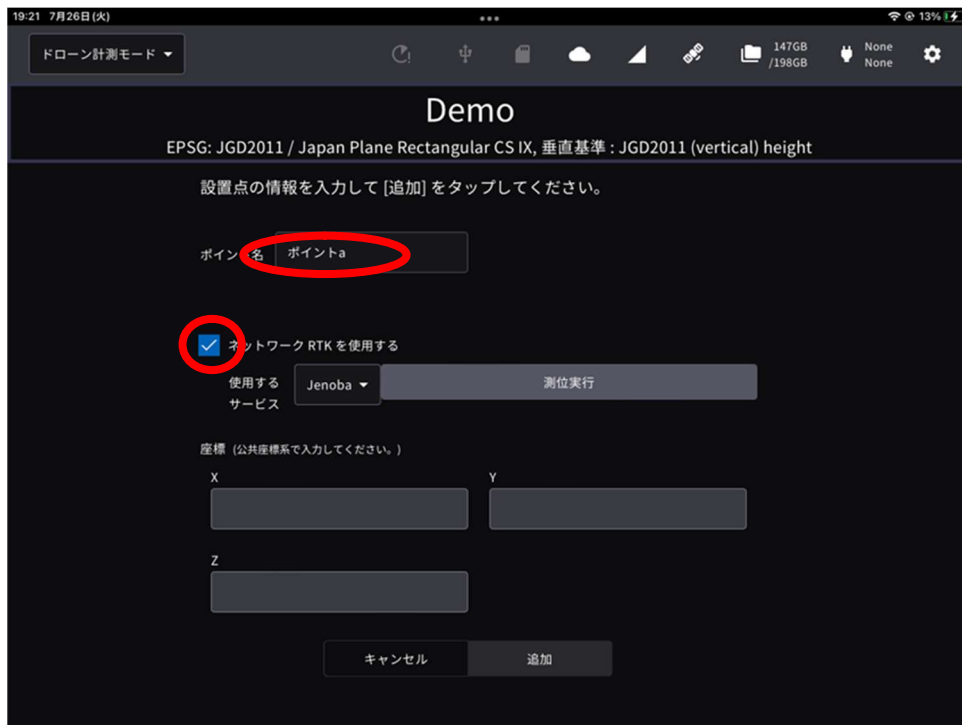 19:21 7月26日(火)
13%
ドローン計測モード
147GB
/198GB
None
None
Demo
EPSG: JGD2011 / Japan Plane Rectangular CS IX, 垂直基準 : JGD2011 (vertical) height
設置点の情報を入力して [追加] をタップしてください。
ポイント名
ポイントa
ネットワーク RTK を使用する
使用する
サービス
Jenoba
測位実行
座標 (公共座標系で入力してください。)
X
Y
Z
キャンセル
追加